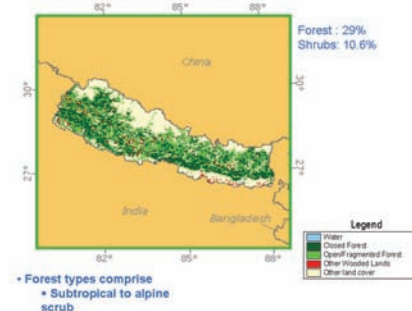 82° 85° 88°
Forest : 29%
Shrubs: 10.6%
China
30° 30°
27° 27°
India
Bangladesh
82° 85° 88°
Legend
Water
Closed Forest
Open/Fragmented Forest
Other Wooded Lands
Other land cover
• Forest types comprise
• Subtropical to alpine
scrub